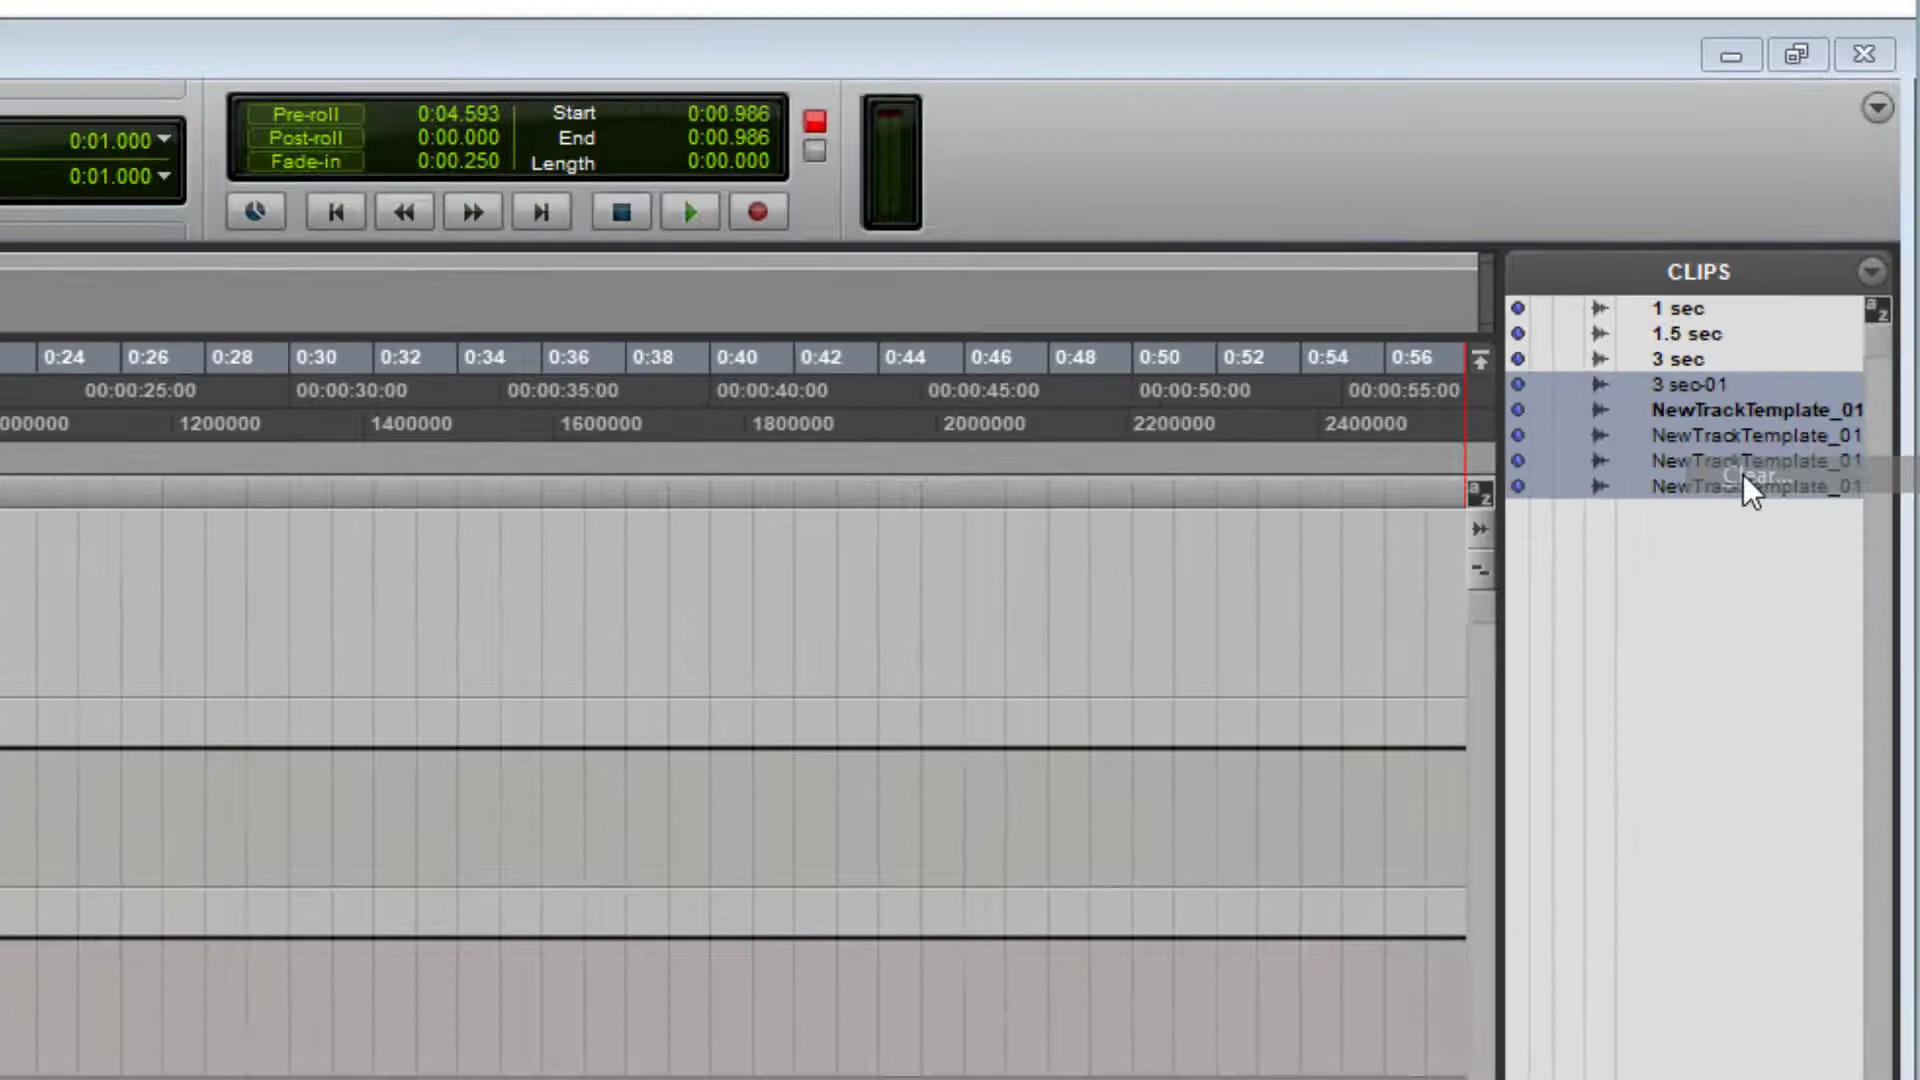 Pre-roll 0:04.593 Start 0:00.986
0:01.000 Post-roll 0:00.000 End 0:00.986
0:01.000 Fade-in 0:00.250 Length 0:00.000
CLIPS
1 sec
1.5 sec
3 sec
3 sec-01
NewTrackTemplate_01
NewTrackTemplate_01
NewTrackTemplate_01
NewTrackTemplate_01
Clear...
a z
0:24 0:26 0:28 0:30 0:32 0:34 0:36 0:38 0:40 0:42 0:44 0:46 0:48 0:50 0:52 0:54 0:56
00:00:25:00 00:00:30:00 00:00:35:00 00:00:40:00 00:00:45:00 00:00:50:00 00:00:55:00
000000 1200000 1400000 1600000 1800000 2000000 2200000 2400000
a z